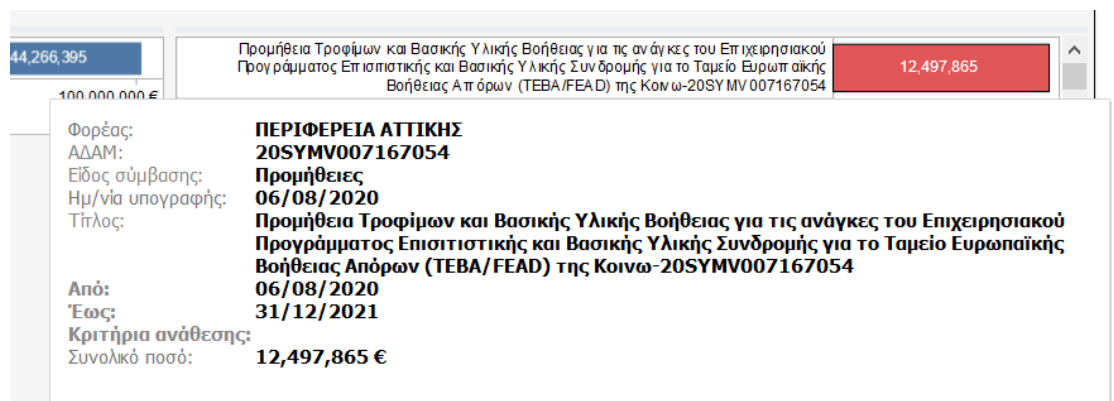 44,266,395
100,000,000 €
Προμήθεια Τροφίμων και Βασικής Υλικής Βοήθειας για τις ανάγκες του Επιχειρησιακού
Προγράμματος Επισιτιστικής και Βασικής Υλικής Συνδρομής για το Ταμείο Ευρωπαϊκής
Βοήθειας Απόρων (TEBA/FEAD) της Κοινω-20SYMV007167054
12,497,865
Φορέας: ΠΕΡΙΦΕΡΕΙΑ ΑΤΤΙΚΗΣ
ΑΔΑΜ: 20SYMV007167054
Είδος σύμβασης: Προμήθειες
Ημ/νία υπογραφής: 06/08/2020
Τίτλος: Προμήθεια Τροφίμων και Βασικής Υλικής Βοήθειας για τις ανάγκες του Επιχειρησιακού
Προγράμματος Επισιτιστικής και Βασικής Υλικής Συνδρομής για το Ταμείο Ευρωπαϊκής
Βοήθειας Απόρων (TEBA/FEAD) της Κοινω-20SYMV007167054
Από: 06/08/2020
Έως: 31/12/2021
Κριτήρια ανάθεσης:
Συνολικό ποσό: 12,497,865 €